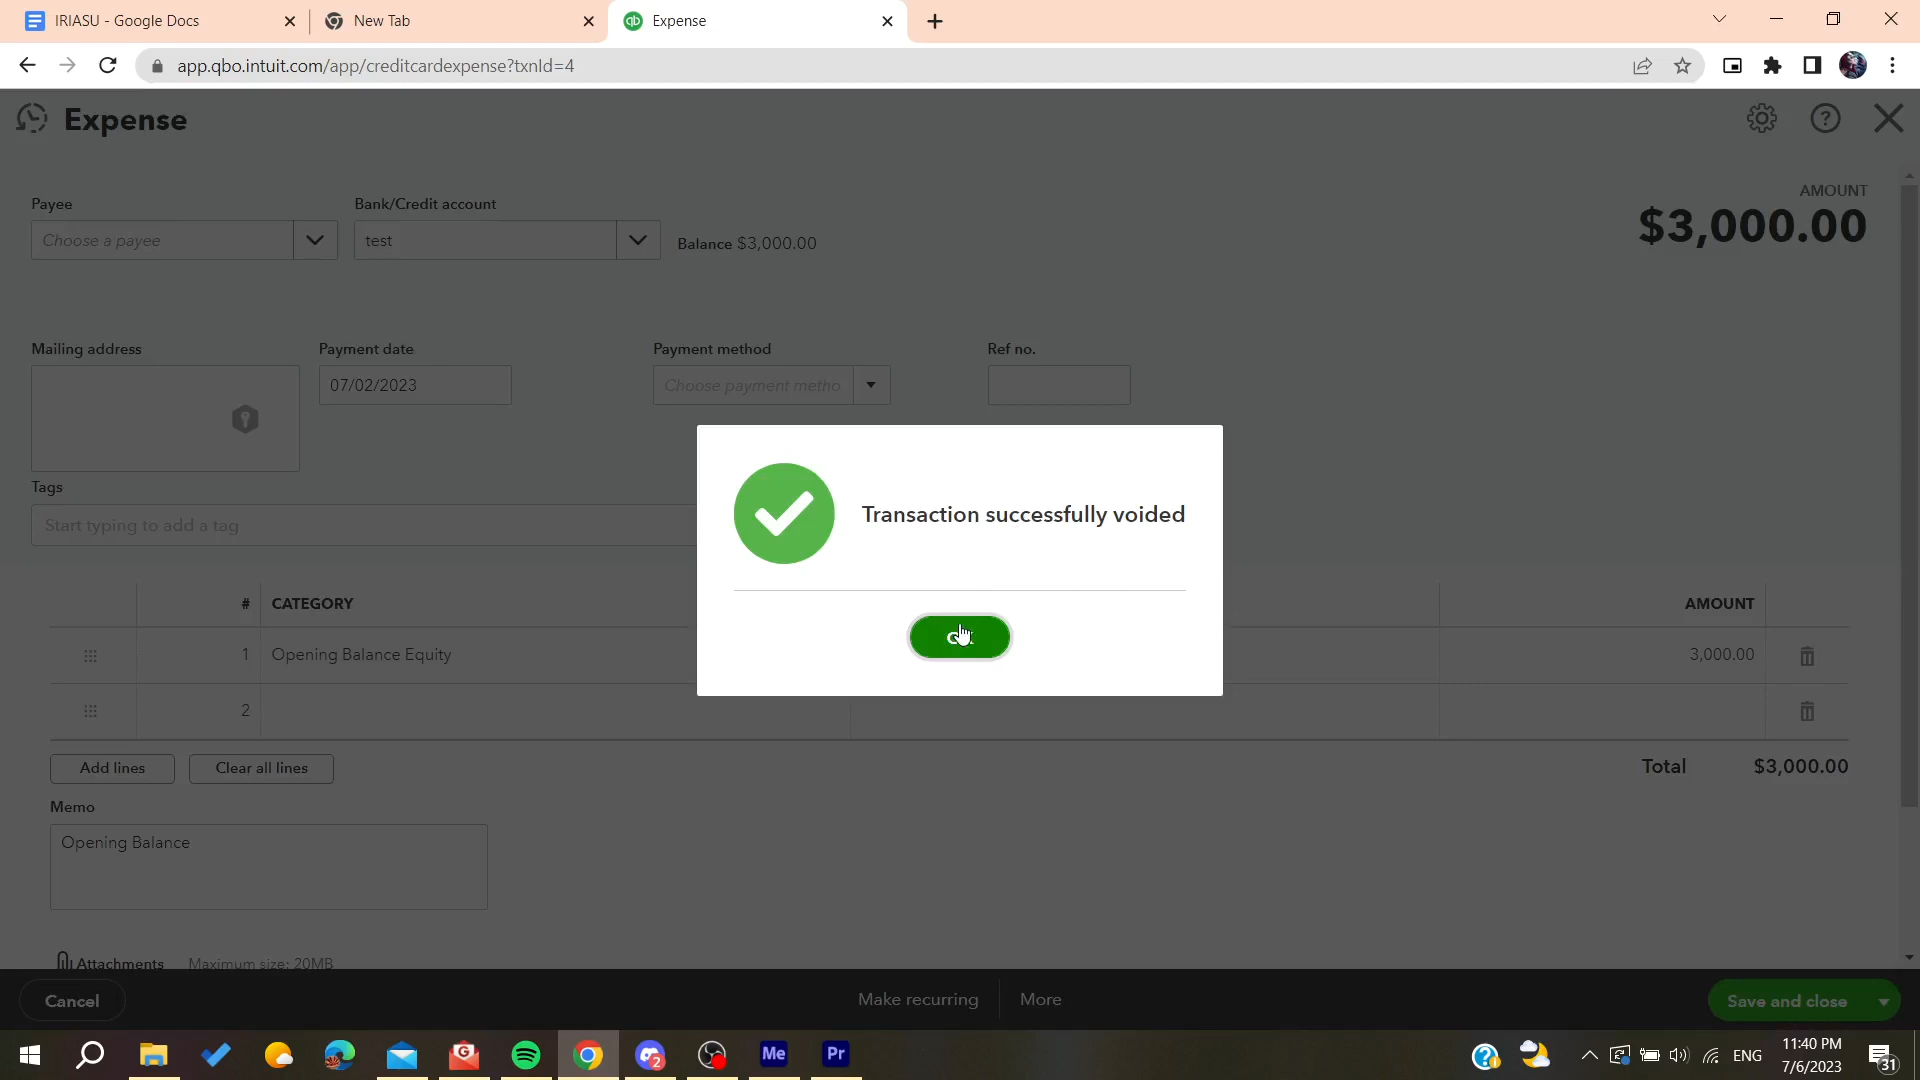 IRIASU - Google Docs
New Tab
Expense
app.qbo.intuit.com/app/creditcardexpense?txnId=4
Expense
Payee
Bank/Credit account
AMOUNT
$3,000.00
Choose a payee
test
Balance $3,000.00
Mailing address
Payment date
Payment method
Ref no.
07/02/2023
Choose payment metho
Tags
Start typing to add a tag
Transaction successfully voided
# CATEGORY
AMOUNT
1 Opening Balance Equity
3,000.00
2
Add lines
Clear all lines
Total $3,000.00
Memo
Opening Balance
Attachments Maximum size: 20MB
Cancel
Make recurring
More
Save and close
2
Me
Pr
ENG
11:40 PM
7/6/2023
31